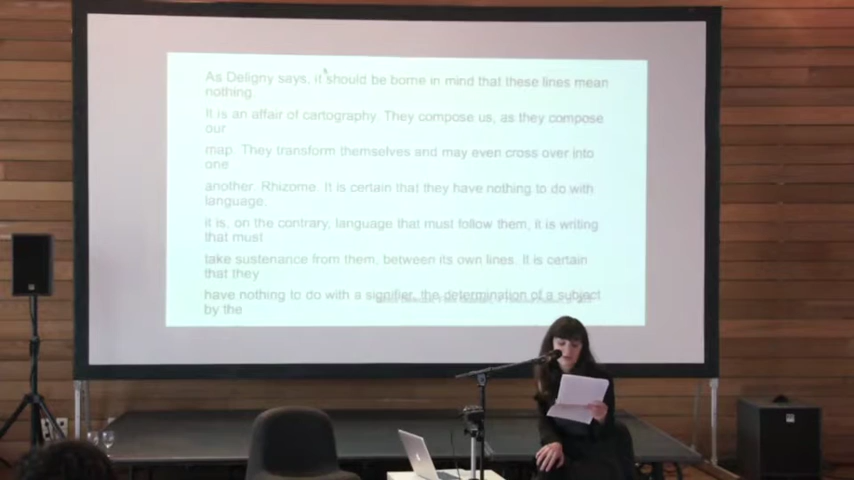 As Deligny says, it should be borne in mind that these lines mean
nothing.
It is an affair of cartography. They compose us, as they compose
our
map. They transform themselves and may even cross over into
one
another. Rhizome. It is certain that they have nothing to do with
language.
it is, on the contrary, language that must follow them, it is writing
that must
take sustenance from them, between its own lines. It is certain
that they
have nothing to do with a signifier, the determination of a subject
by the